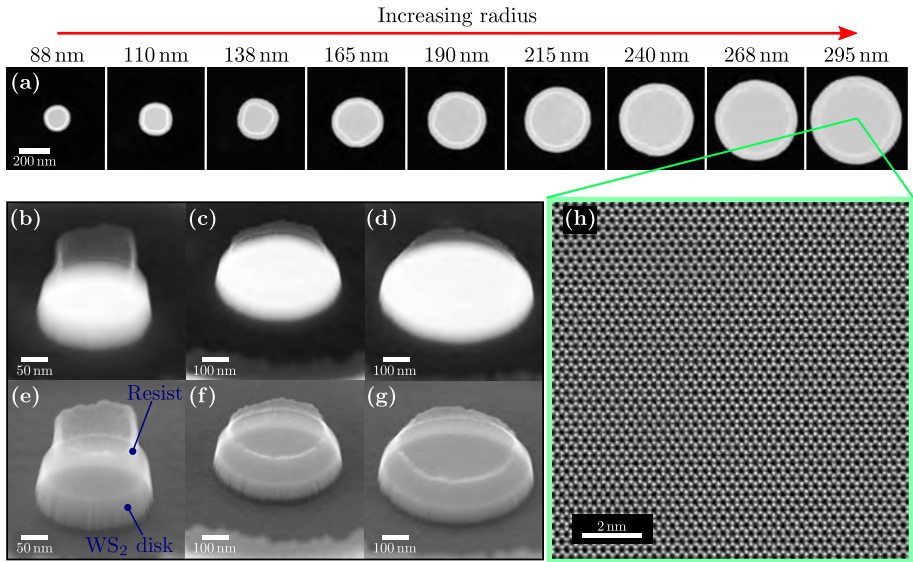 Increasing radius
88 nm 110 nm 138 nm 165 nm 190 nm 215 nm 240 nm 268 nm 295 nm
(a)
200 nm
(b) (c) (d) (h)
50 nm 100 nm 100 nm
(e) (f) (g)
Resist
WS₂ disk
50 nm 100 nm 100 nm
2 nm